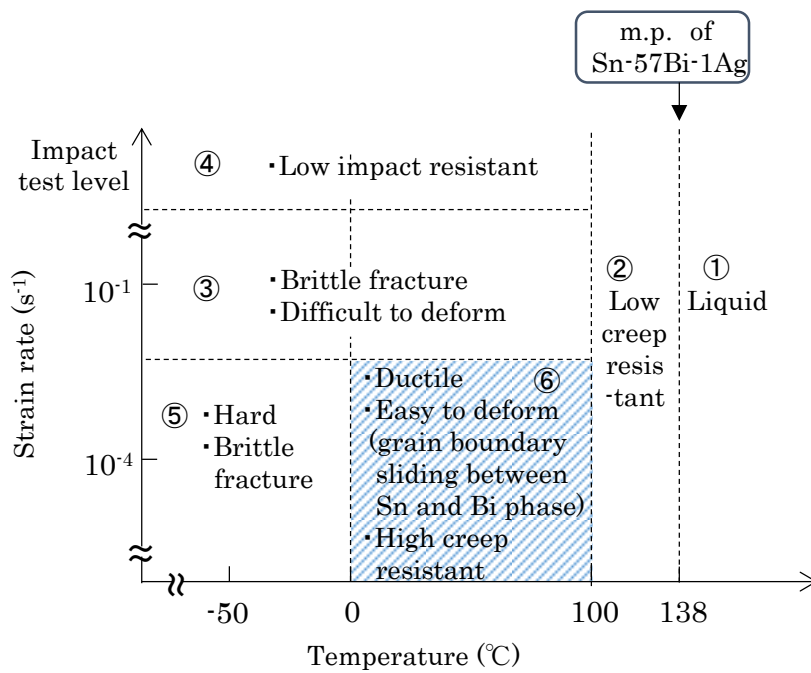 m.p. of
Sn-57Bi-1Ag
Impact
test level
④
・Low impact resistant
10-1
③
・Brittle fracture
・Difficult to deform
②
Low
creep
resis
-tant
①
Liquid
Strain rate (s-1)
⑤
・Hard
・Brittle
fracture
10-4
⑥
・Ductile
・Easy to deform
(grain boundary
sliding between
Sn and Bi phase)
・High creep
resistant
-50
0
100
138
Temperature (℃)